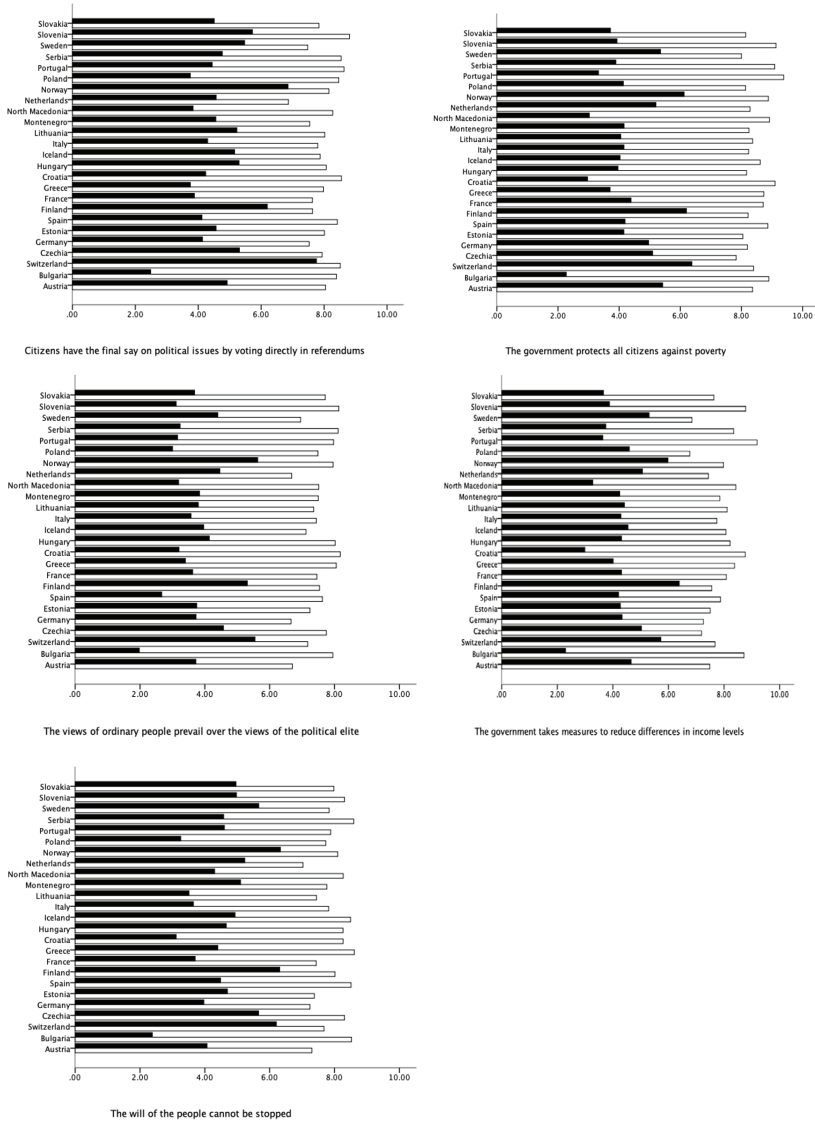 Slovakia
Slovenia
Sweden
Serbia
Portugal
Poland
Norway
Netherlands
North Macedonia
Montenegro
Lithuania
Italy
Iceland
Hungary
Croatia
Greece
France
Finland
Spain
Estonia
Germany
Czechia
Switzerland
Bulgaria
Austria
.00 2.00 4.00 6.00 8.00 10.00
Citizens have the final say on political issues by voting directly in referendums
Slovakia
Slovenia
Sweden
Serbia
Portugal
Poland
Norway
Netherlands
North Macedonia
Montenegro
Lithuania
Italy
Iceland
Hungary
Croatia
Greece
France
Finland
Spain
Estonia
Germany
Czechia
Switzerland
Bulgaria
Austria
.00 2.00 4.00 6.00 8.00 10.00
The government protects all citizens against poverty
Slovakia
Slovenia
Sweden
Serbia
Portugal
Poland
Norway
Netherlands
North Macedonia
Montenegro
Lithuania
Italy
Iceland
Hungary
Croatia
Greece
France
Finland
Spain
Estonia
Germany
Czechia
Switzerland
Bulgaria
Austria
.00 2.00 4.00 6.00 8.00 10.00
The views of ordinary people prevail over the views of the political elite
Slovakia
Slovenia
Sweden
Serbia
Portugal
Poland
Norway
Netherlands
North Macedonia
Montenegro
Lithuania
Italy
Iceland
Hungary
Croatia
Greece
France
Finland
Spain
Estonia
Germany
Czechia
Switzerland
Bulgaria
Austria
.00 2.00 4.00 6.00 8.00 10.00
The government takes measures to reduce differences in income levels
Slovakia
Slovenia
Sweden
Serbia
Portugal
Poland
Norway
Netherlands
North Macedonia
Montenegro
Lithuania
Italy
Iceland
Hungary
Croatia
Greece
France
Finland
Spain
Estonia
Germany
Czechia
Switzerland
Bulgaria
Austria
.00 2.00 4.00 6.00 8.00 10.00
The will of the people cannot be stopped